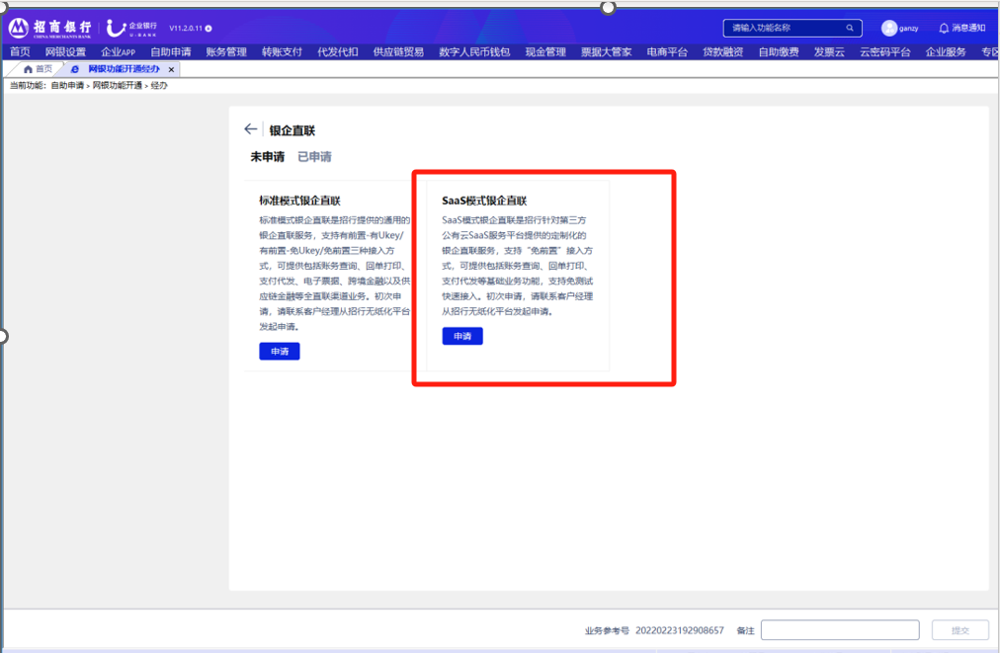 招商银行
CHINA MERCHANTS BANK
企业银行
U-BANK
V11.2.0.11
请输入功能名称
ganzy
消息通知
首页 网银设置 企业APP 自助申请 账务管理 转账支付 代发代扣 供应链贸易 数字人民币钱包 现金管理 票据大管家 电商平台 贷款融资 自助缴费 发票云 云密码平台 企业服务 专区
首页 网银功能开通经办 ×
当前功能：自助申请 > 网银功能开通 > 经办
银企直联
未申请 已申请
标准模式银企直联
标准模式银企直联是招行提供的通用的
银企直联服务，支持有前置-有Ukey/
有前置-免Ukey/免前置三种接入方
式，可提供包括账务查询、回单打印、
支付代发、电子票据、跨境金融以及供
应链金融等全直联渠道业务。初次申
请，请联系客户经理从招行无纸化平台
发起申请。
申请
SaaS模式银企直联
SaaS模式银企直联是招行针对第三方
公有云SaaS服务平台提供的定制化的
银企直联服务，支持“免前置”接入方
式，可提供包括账务查询、回单打印、
支付代发等基础业务功能，支持免测试
快速接入。初次申请，请联系客户经理
从招行无纸化平台发起申请。
申请
业务参考号 20220223192908657 备注
提交